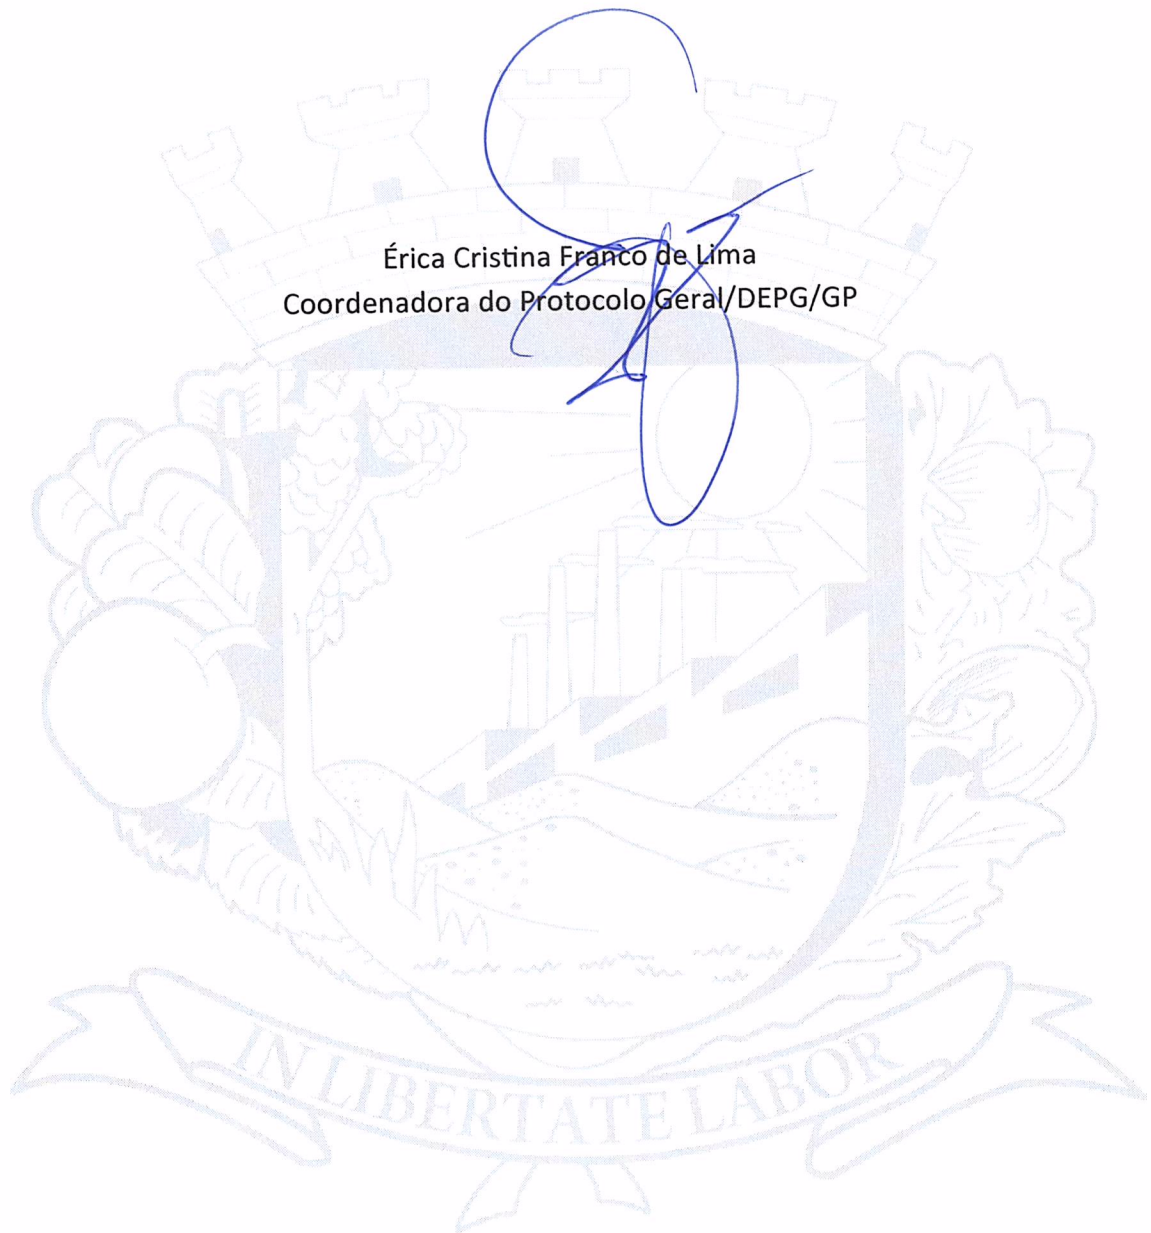 Érica Cristina Franco de Lima
Coordenadora do Protocolo Geral/DEPG/GP
IN LIBERTATE LABOR